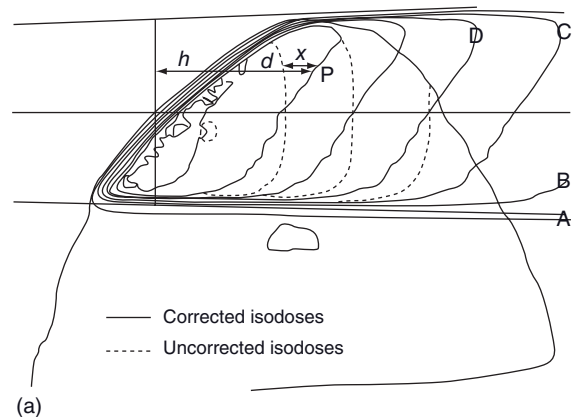 C
D
h
d
x
P
B
A
Corrected isodoses
Uncorrected isodoses
(a)